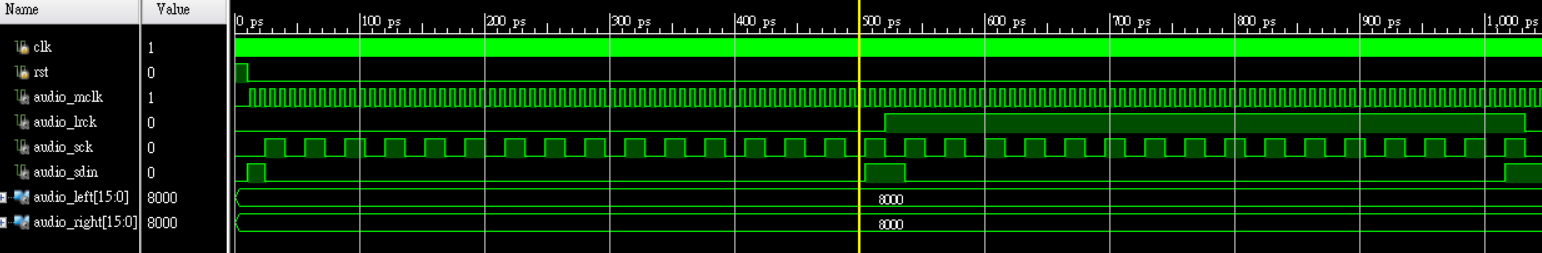 Name Value 0 ps 100 ps 200 ps 300 ps 400 ps 500 ps 600 ps 700 ps 800 ps 900 ps 1,000 ps
clk 1
rst 0
audio_mclk 1
audio_lrck 0
audio_sck 0
audio_sdin 0
audio_left[15:0] 8000 8000
audio_right[15:0] 8000 8000